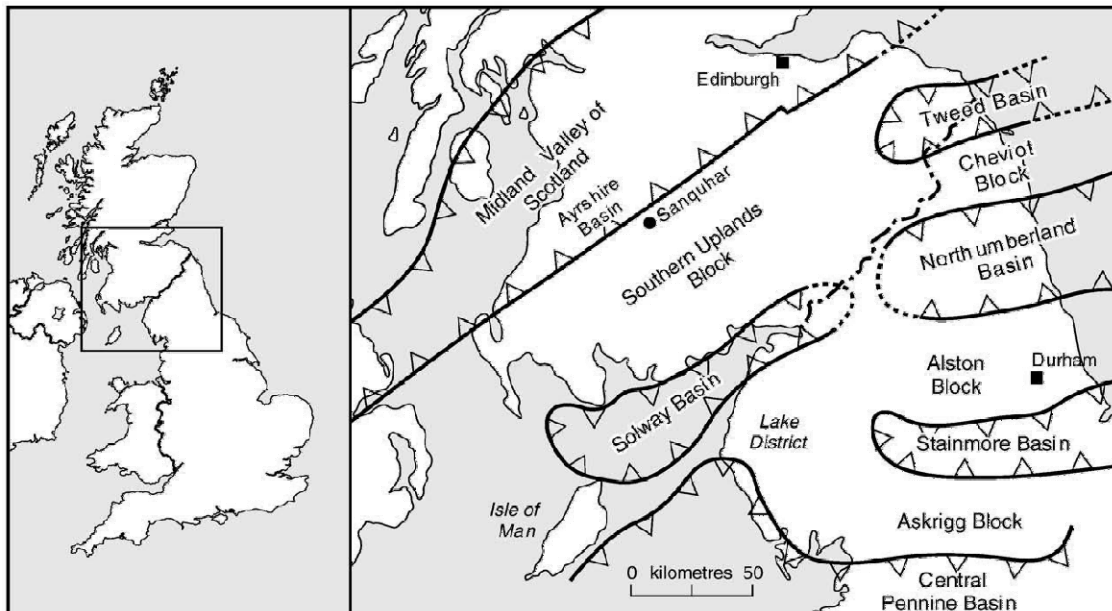 Edinburgh
Tweed Basin
Cheviot
Block
Midland Valley of
Scotland
Ayrshire
Basin
Sanquhar
Southern Uplands
Block
Northumberland
Basin
Alston
Block
Durham
Solway Basin
Lake
District
Stainmore Basin
Isle of
Man
Askrigg Block
0 kilometres 50
Central
Pennine Basin